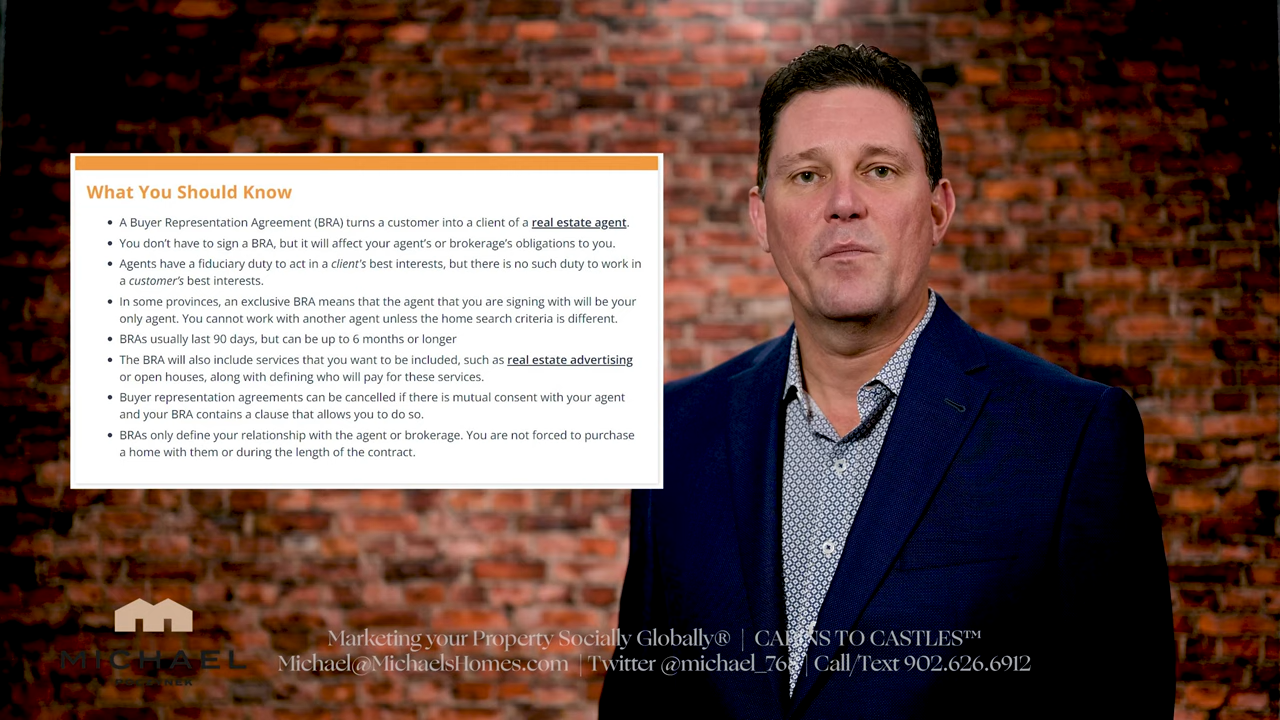 What You Should Know
• A Buyer Representation Agreement (BRA) turns a customer into a client of a real estate agent.
• You don't have to sign a BRA, but it will affect your agent's or brokerage's obligations to you.
• Agents have a fiduciary duty to act in a client's best interests, but there is no such duty to work in
a customer's best interests.
• In some provinces, an exclusive BRA means that the agent that you are signing with will be your
only agent. You cannot work with another agent unless the home search criteria is different.
• BRAs usually last 90 days, but can be up to 6 months or longer
• The BRA will also include services that you want to be included, such as real estate advertising
or open houses, along with defining who will pay for these services.
• Buyer representation agreements can be cancelled if there is mutual consent with your agent
and your BRA contains a clause that allows you to do so.
• BRAs only define your relationship with the agent or brokerage. You are not forced to purchase
a home with them or during the length of the contract.
Marketing your Property Socially Globally® | CABINS TO CASTLES™
Michael@MichaelsHomes.com | Twitter | Call/Text 902.626.6912
MICHAEL